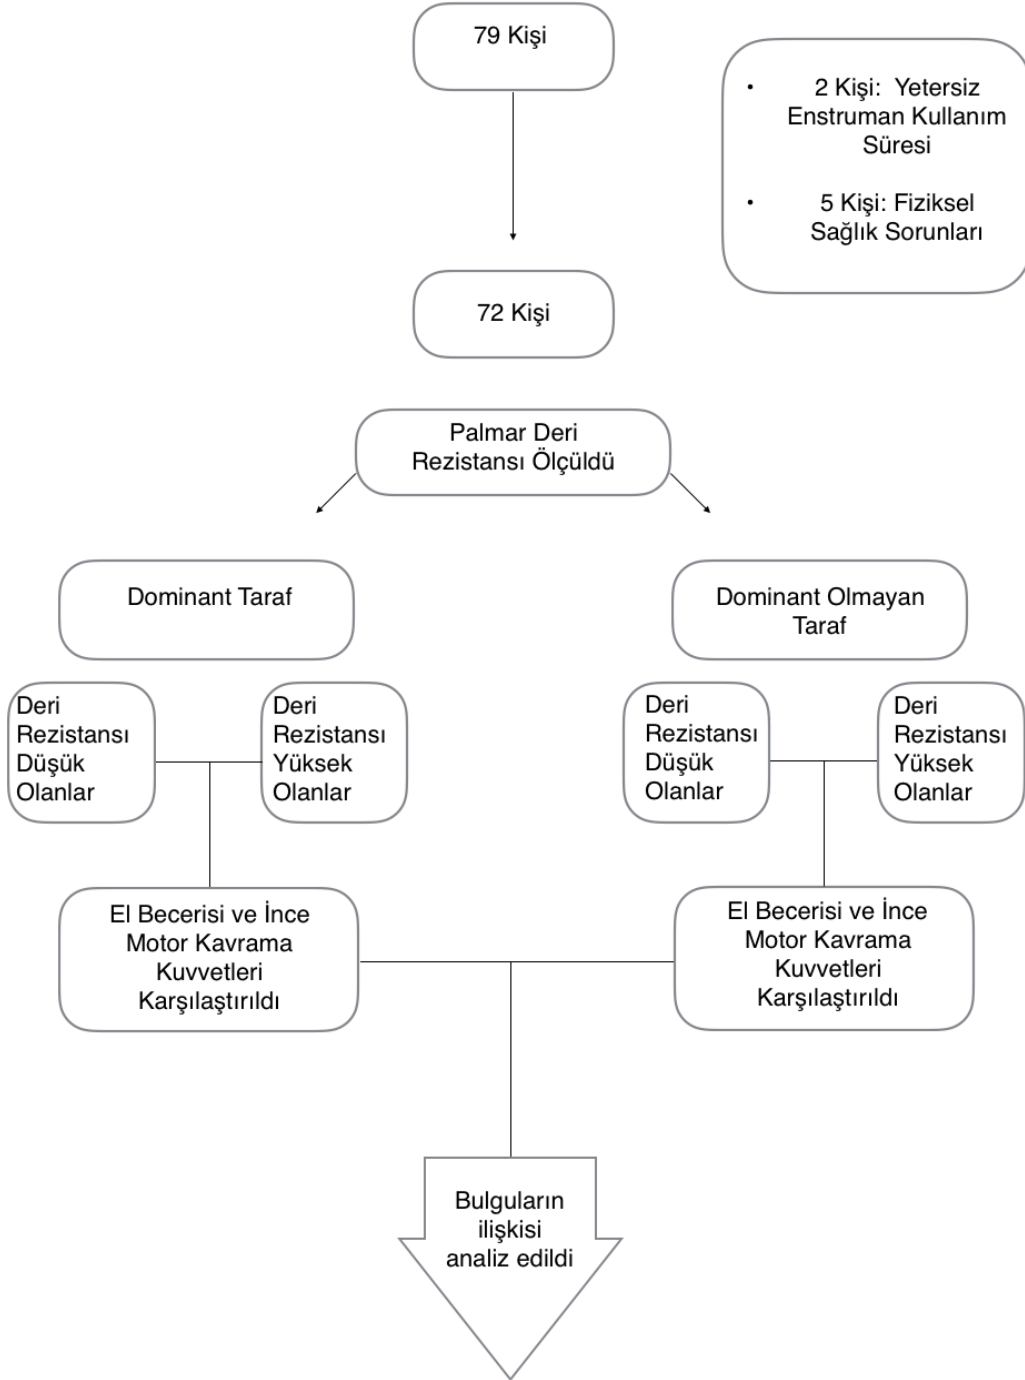 79 Kişi
• 2 Kişi:  Yetersiz
Enstruman Kullanım
Süresi
• 5 Kişi: Fiziksel
Sağlık Sorunları
72 Kişi
Palmar Deri
Rezistansı Ölçüldü
Dominant Taraf
Dominant Olmayan
Taraf
Deri
Rezistansı
Düşük
Olanlar
Deri
Rezistansı
Yüksek
Olanlar
Deri
Rezistansı
Düşük
Olanlar
Deri
Rezistansı
Yüksek
Olanlar
El Becerisi ve İnce
Motor Kavrama
Kuvvetleri
Karşılaştırıldı
El Becerisi ve İnce
Motor Kavrama
Kuvvetleri
Karşılaştırıldı
Bulguların
ilişkisi
analiz edildi